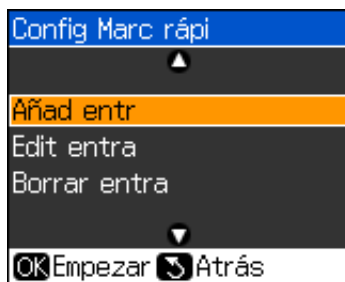 Config Marc rápi
Añad entr
Edit entra
Borrar entra
OK Empezar Atrás